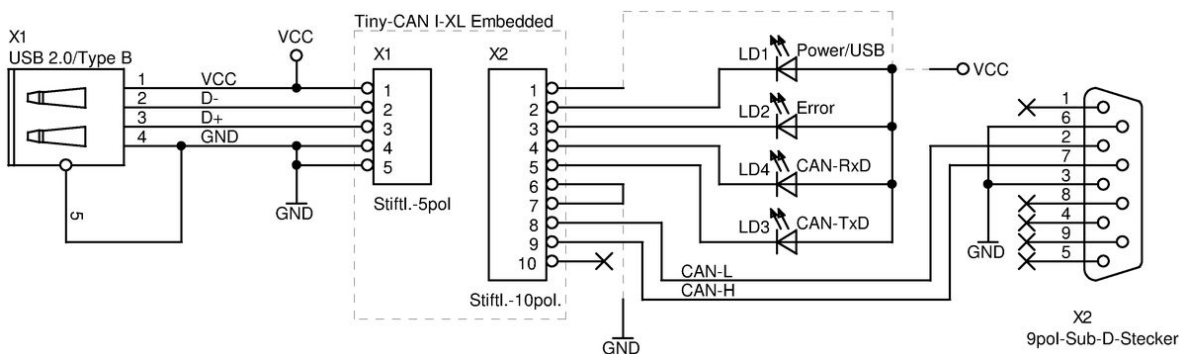 Tiny-CAN I-XL Embedded
X1
USB 2.0/Type B
VCC
1 VCC
2 D-
3 D+
4 GND
5
GND
X1
1
2
3
4
5
Stiftl.-5pol
X2
1
2
3
4
5
6
7
8
9
10
Stiftl.-10pol.
LD1 Power/USB
LD2 Error
LD4 CAN-RxD
LD3 CAN-TxD
CAN-L
CAN-H
GND
VCC
GND
1
6
2
7
3
8
4
9
5
X2
9pol-Sub-D-Stecker